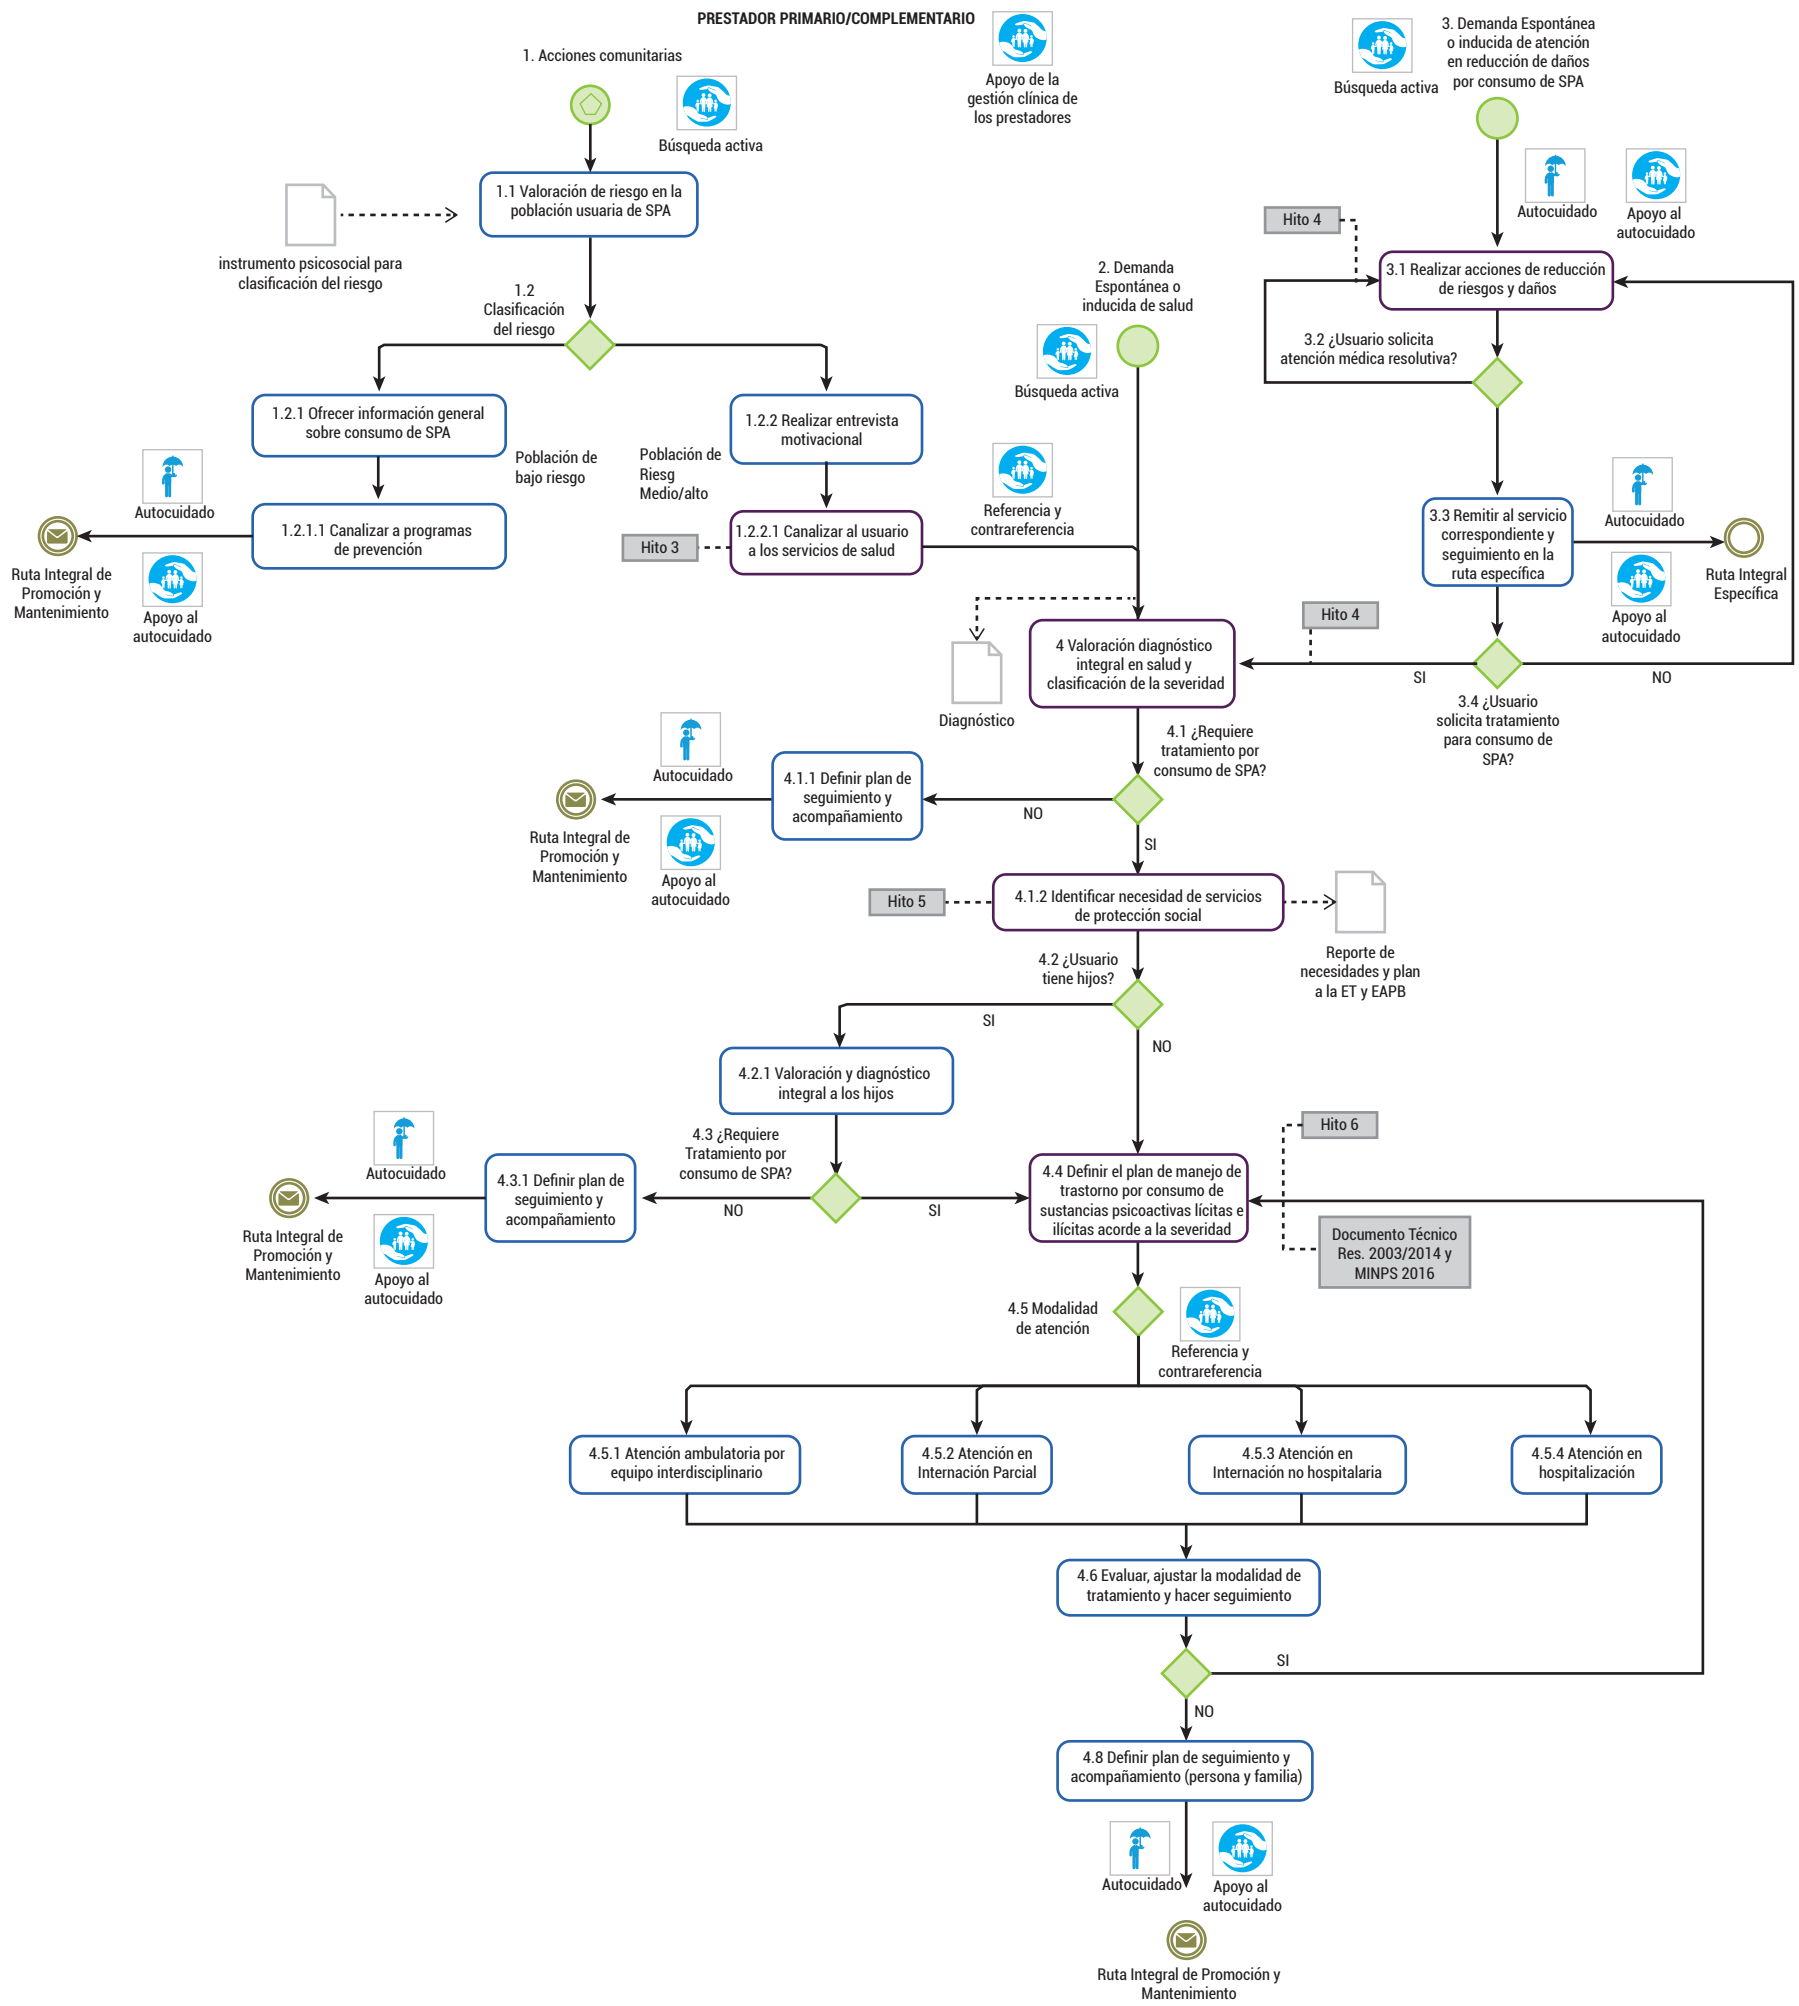 PRESTADOR PRIMARIO/COMPLEMENTARIO
Apoyo de la
gestión clínica de
los prestadores
1. Acciones comunitarias
Búsqueda activa
1.1 Valoración de riesgo en la
población usuaria de SPA
instrumento psicosocial para
clasificación del riesgo
1.2
Clasificación
del riesgo
1.2.1 Ofrecer información general
sobre consumo de SPA
Población de
bajo riesgo
1.2.1.1 Canalizar a programas
de prevención
Autocuidado
Apoyo al
autocuidado
Ruta Integral de
Promoción y
Mantenimiento
1.2.2 Realizar entrevista
motivacional
Población de
Riesg
Medio/alto
1.2.2.1 Canalizar al usuario
a los servicios de salud
Hito 3
Referencia y
contrareferencia
2. Demanda
Espontánea o
inducida de salud
Búsqueda activa
3. Demanda Espontánea
o inducida de atención
en reducción de daños
por consumo de SPA
Búsqueda activa
Autocuidado
Apoyo al
autocuidado
Hito 4
3.1 Realizar acciones de reducción
de riesgos y daños
3.2 ¿Usuario solicita
atención médica resolutiva?
3.3 Remitir al servicio
correspondiente y
seguimiento en la
ruta específica
Autocuidado
Apoyo al
autocuidado
Ruta Integral
Específica
Hito 4
SI
NO
3.4 ¿Usuario
solicita tratamiento
para consumo de
SPA?
4 Valoración diagnóstico
integral en salud y
clasificación de la severidad
Diagnóstico
4.1 ¿Requiere
tratamiento por
consumo de SPA?
NO
SI
4.1.1 Definir plan de
seguimiento y
acompañamiento
Autocuidado
Apoyo al
autocuidado
Ruta Integral de
Promoción y
Mantenimiento
Hito 5
4.1.2 Identificar necesidad de servicios
de protección social
Reporte de
necesidades y plan
a la ET y EAPB
4.2 ¿Usuario
tiene hijos?
SI
NO
4.2.1 Valoración y diagnóstico
integral a los hijos
4.3 ¿Requiere
Tratamiento por
consumo de SPA?
NO
SI
4.3.1 Definir plan de
seguimiento y
acompañamiento
Autocuidado
Apoyo al
autocuidado
Ruta Integral de
Promoción y
Mantenimiento
4.4 Definir el plan de manejo de
trastorno por consumo de
sustancias psicoactivas lícitas e
ilícitas acorde a la severidad
Hito 6
Documento Técnico
Res. 2003/2014 y
MINPS 2016
4.5 Modalidad
de atención
Referencia y
contrareferencia
4.5.1 Atención ambulatoria por
equipo interdisciplinario
4.5.2 Atención en
Internación Parcial
4.5.3 Atención en
Internación no hospitalaria
4.5.4 Atención en
hospitalización
4.6 Evaluar, ajustar la modalidad de
tratamiento y hacer seguimiento
SI
NO
4.8 Definir plan de seguimiento y
acompañamiento (persona y familia)
Autocuidado
Apoyo al
autocuidado
Ruta Integral de Promoción y
Mantenimiento